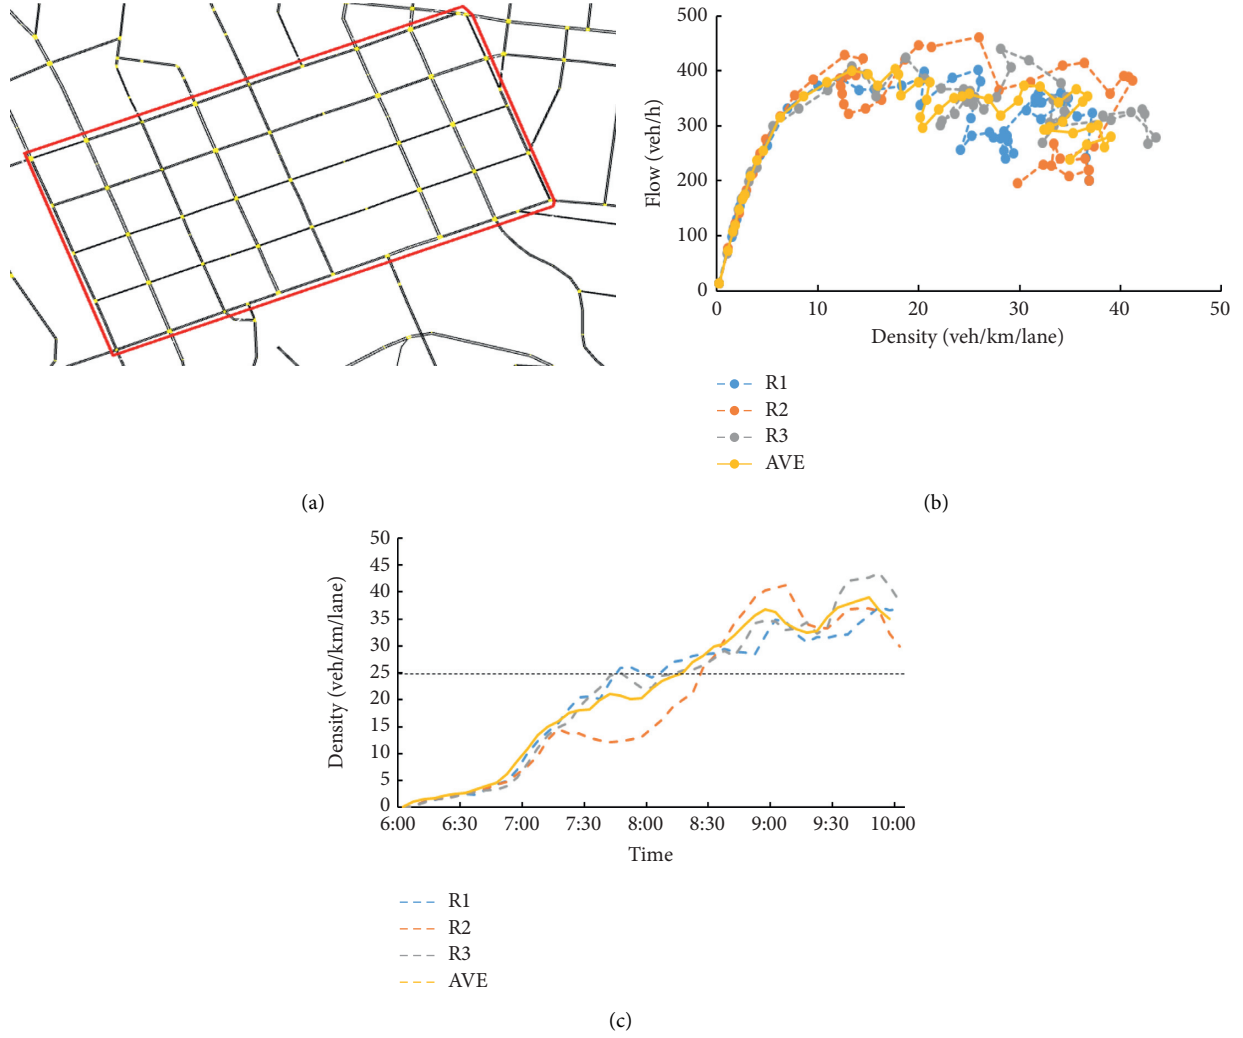 (a)
500
400
300
200
100
0
Flow (veh/h)
0 10 20 30 40 50
Density (veh/km/lane)
R1
R2
R3
AVE
(b)
50
45
40
35
30
25
20
15
10
5
0
Density (veh/km/lane)
6:00 6:30 7:00 7:30 8:00 8:30 9:00 9:30 10:00
Time
R1
R2
R3
AVE
(c)